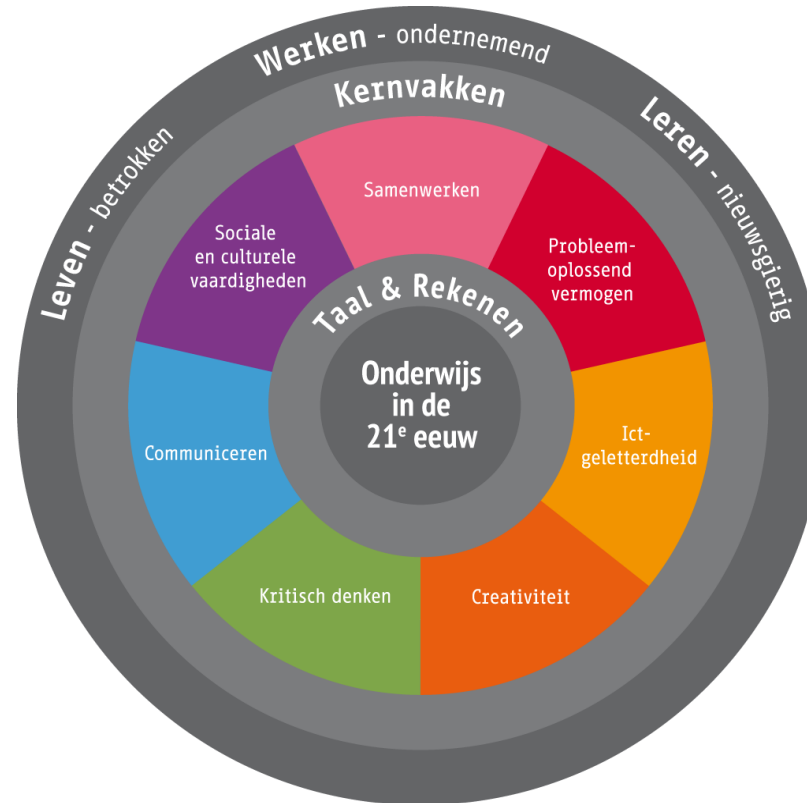 Werken - ondernemend
Leven - betrokken
Leren - nieuwsgierig
Kernvakken
Samenwerken
Sociale
en culturele
vaardigheden
Probleem-
oplossend
vermogen
Taal & Rekenen
Onderwijs
in de
21e eeuw
Communiceren
Ict-
geletterdheid
Kritisch denken
Creativiteit